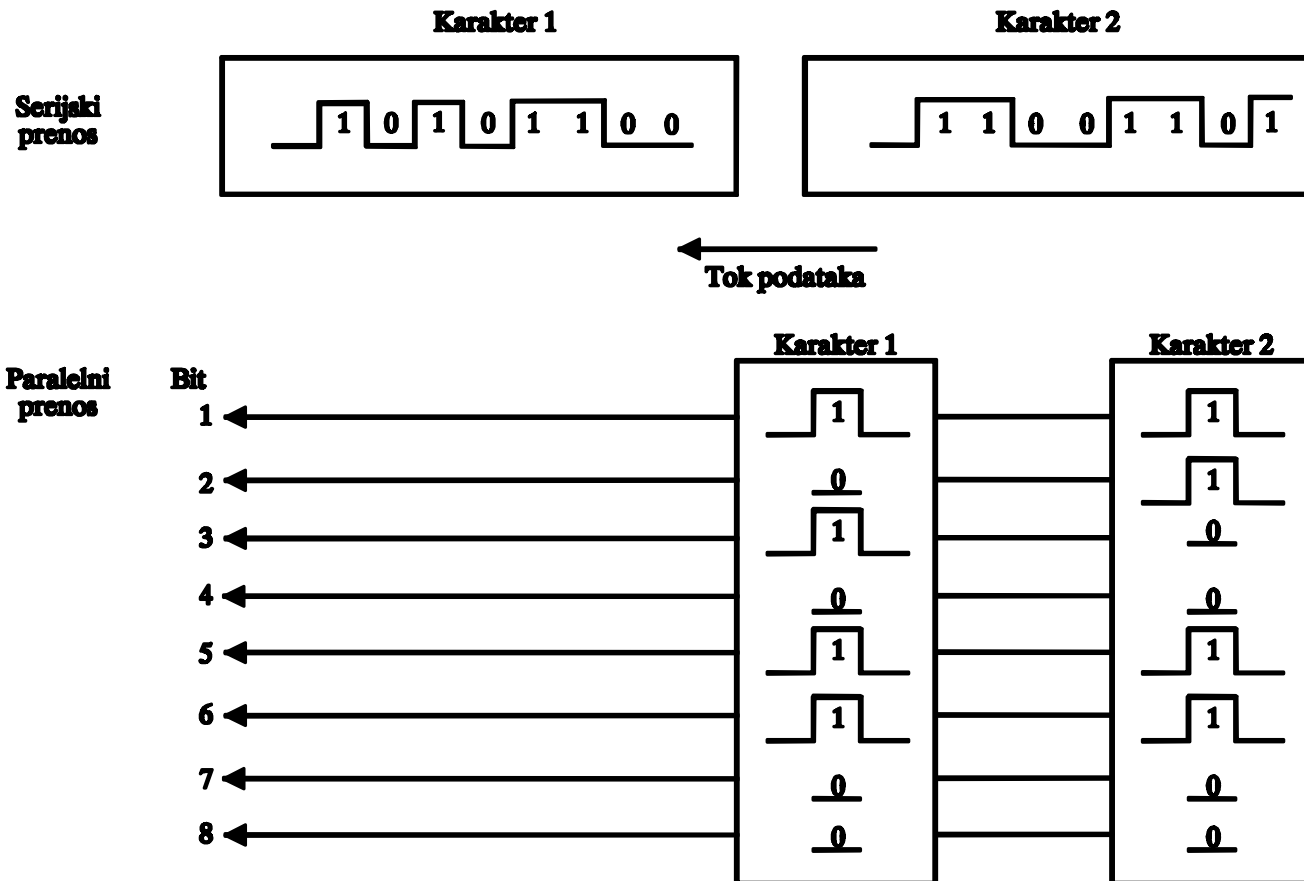 Karakter 1 Karakter 2
Serijski
prenos
1 0 1 0 1 1 0 0 1 1 0 0 1 1 0 1
Tok podataka
Karakter 1 Karakter 2
Paralelni
prenos
Bit
1 1 1
2 0 1
3 1 0
4 0 0
5 1 1
6 1 1
7 0 0
8 0 0